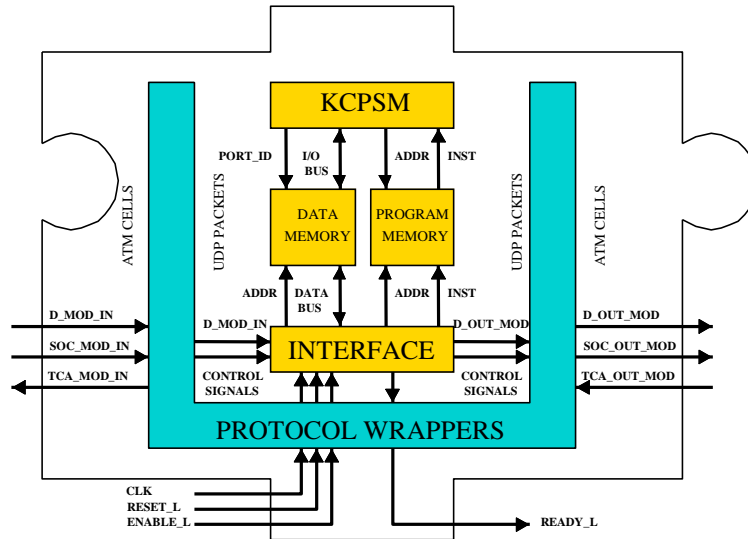 KCPSM
PORT_ID
I/O
BUS
ADDR
INST
ATM CELLS
UDP PACKETS
DATA
MEMORY
PROGRAM
MEMORY
UDP PACKETS
ATM CELLS
ADDR
DATA
BUS
ADDR
INST
D_MOD_IN
D_MOD_IN
D_OUT_MOD
D_OUT_MOD
SOC_MOD_IN
INTERFACE
SOC_OUT_MOD
TCA_MOD_IN
CONTROL
SIGNALS
CONTROL
SIGNALS
TCA_OUT_MOD
PROTOCOL WRAPPERS
CLK
RESET_L
ENABLE_L
READY_L